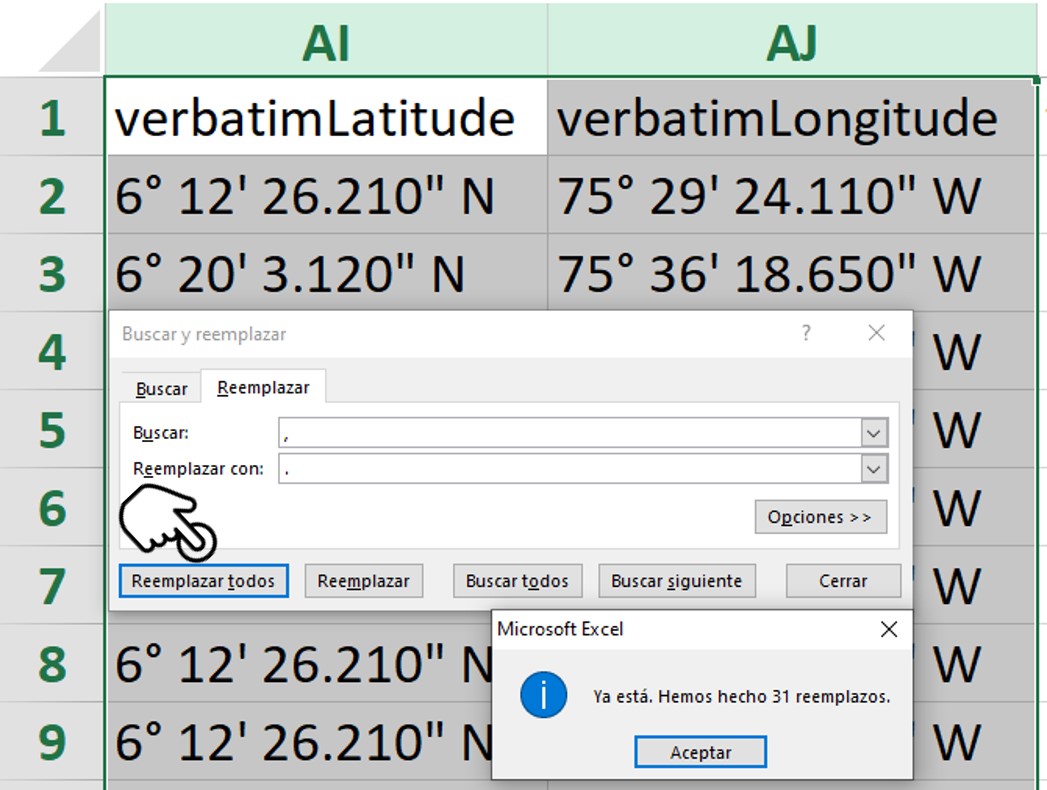 AI AJ
1 verbatimLatitude verbatimLongitude
2 6° 12' 26.210" N 75° 29' 24.110" W
3 6° 20' 3.120" N 75° 36' 18.650" W
Buscar y reemplazar ?
4 " W
Buscar Reemplazar
5 " W
Buscar: ,
Reemplazar con: .
6 " W
Opciones >>
7 " W
Reemplazar todos Reemplazar Buscar todos Buscar siguiente Cerrar
Microsoft Excel
8 6° 12' 26.210" N W
i Ya está. Hemos hecho 31 reemplazos.
9 6° 12' 26.210" N W
Aceptar